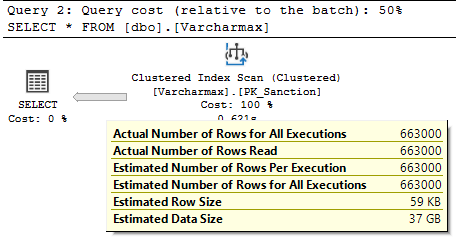 Query 2: Query cost (relative to the batch): 50%
SELECT * FROM [dbo].[Varcharmax]
Clustered Index Scan (Clustered)
[Varcharmax].[PK_Sanction]
SELECT
Cost: 100 %
Cost: 0 %
0.621s
Actual Number of Rows for All Executions 663000
Actual Number of Rows Read 663000
Estimated Number of Rows Per Execution 663000
Estimated Number of Rows for All Executions 663000
Estimated Row Size 59 KB
Estimated Data Size 37 GB